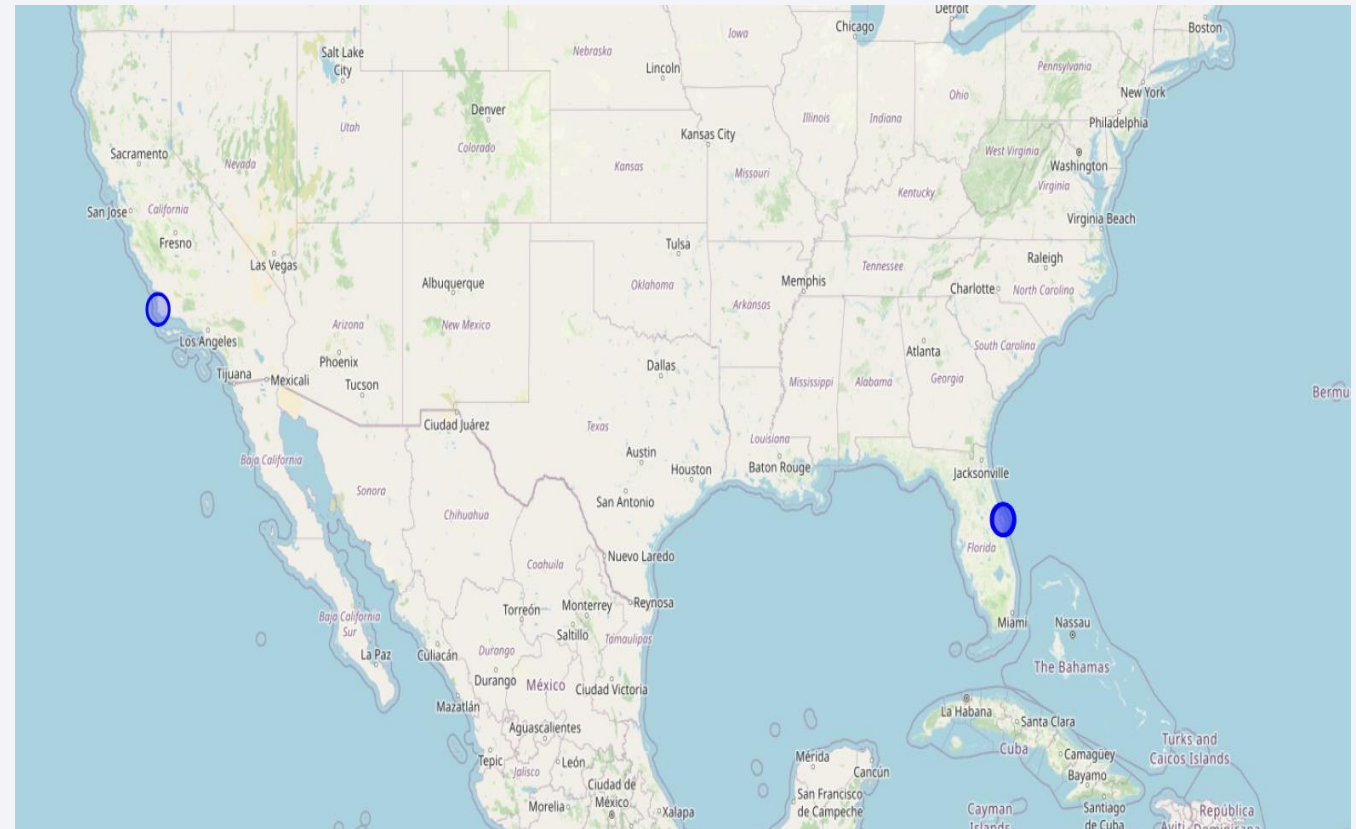 Detroit
Chicago
Boston
Iowa
Salt Lake
City
Nebraska
Lincoln
Pennsylvania
New York
Ohio
Denver
Utah
Colorado
Kansas City
Illinois
Indiana
Philadelphia
Sacramento
Nevada
Kansas
Missouri
West Virginia
Washington
Virginia
Kentucky
San Jose
California
Virginia Beach
Fresno
Las Vegas
Tulsa
Raleigh
Tennessee
Albuquerque
Oklahoma
Memphis
Charlotte
North Carolina
Arkansas
Arizona
New Mexico
Los Angeles
Phoenix
Atlanta
South Carolina
Dallas
Tijuana
Mexicali
Tucson
Mississippi
Alabama
Georgia
Bermu
Ciudad Juárez
Texas
Louisiana
Austin
Baja California
Houston
Baton Rouge
Jacksonville
Sonora
San Antonio
Chihuahua
Florida
Nuevo Laredo
Coahuila
Torreón
Monterrey
Reynosa
Baja California
Sur
Saltillo
Tamaulipas
Miami
Nassau
La Paz
Culiacán
Durango
The Bahamas
Durango
México
Ciudad Victoria
Mazatlán
La Habana
Santa Clara
Aguascalientes
Cuba
Turks and
Caicos Islands
Camagüey
Tepic
León
Mérida
Cancún
Jalisco
Bayamo
Ciudad de
México
San Francisco
de Campeche
Morelia
Xalapa
Cayman
Islands
Santiago
de Cuba
República
Dominicana